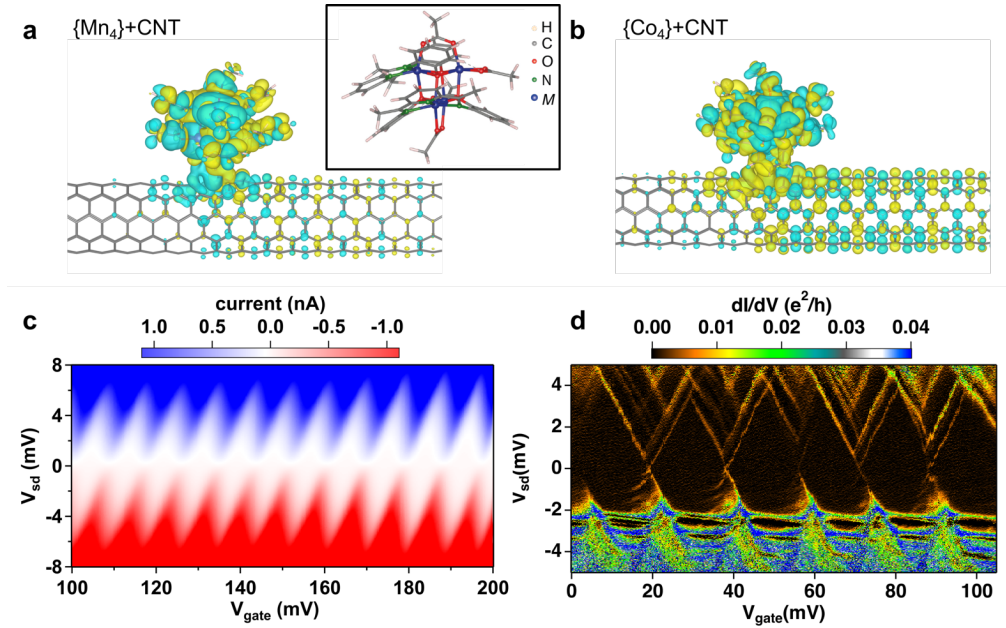 a
{Mn₄}+CNT
H
C
O
N
M
b
{Co₄}+CNT
c
current (nA)
1.0 0.5 0.0 -0.5 -1.0
8
4
0
-4
-8
Vsd (mV)
100 120 140 160 180 200
Vgate (mV)
d
dI/dV (e²/h)
0.00 0.01 0.02 0.03 0.04
4
2
0
-2
-4
Vsd(mV)
0 20 40 60 80 100
Vgate(mV)